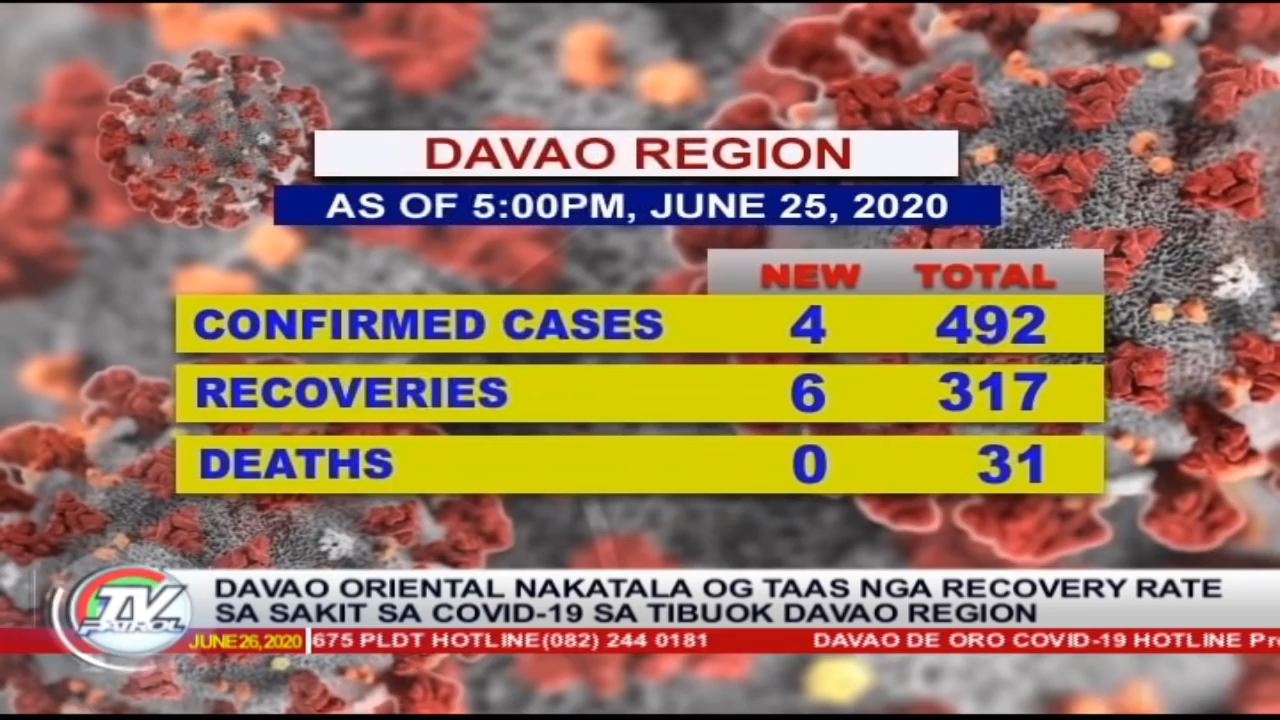 DAVAO REGION
AS OF 5:00PM, JUNE 25, 2020
NEW TOTAL
CONFIRMED CASES 4 492
RECOVERIES 6 317
DEATHS 0 31
DAVAO ORIENTAL NAKATALA OG TAAS NGA RECOVERY RATE
SA SAKIT SA COVID-19 SA TIBUOK DAVAO REGION
TV PATROL
JUNE 26, 2020 675 PLDT HOTLINE(082) 244 0181 DAVAO DE ORO COVID-19 HOTLINE Pr